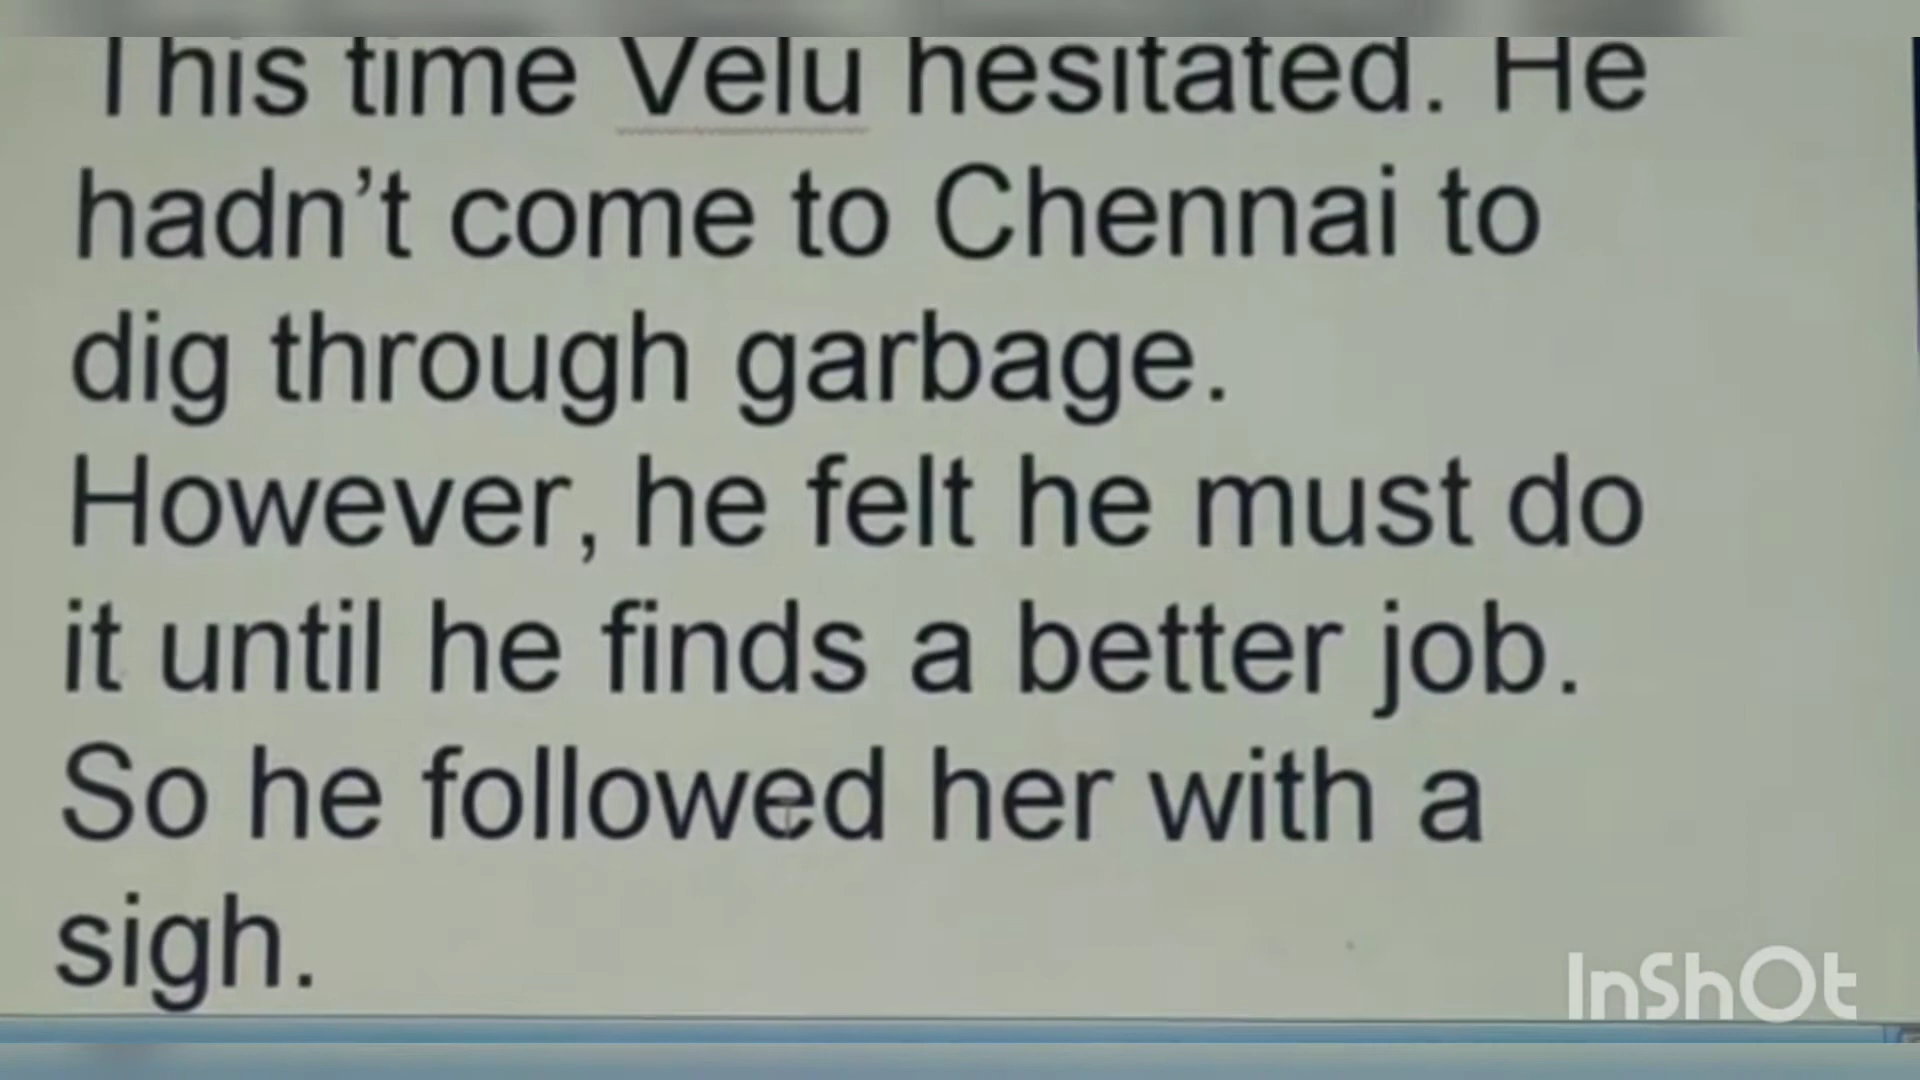 This time Velu hesitated. He
hadn’t come to Chennai to
dig through garbage.
However, he felt he must do
it until he finds a better job.
So he followed her with a
sigh.
InShOt